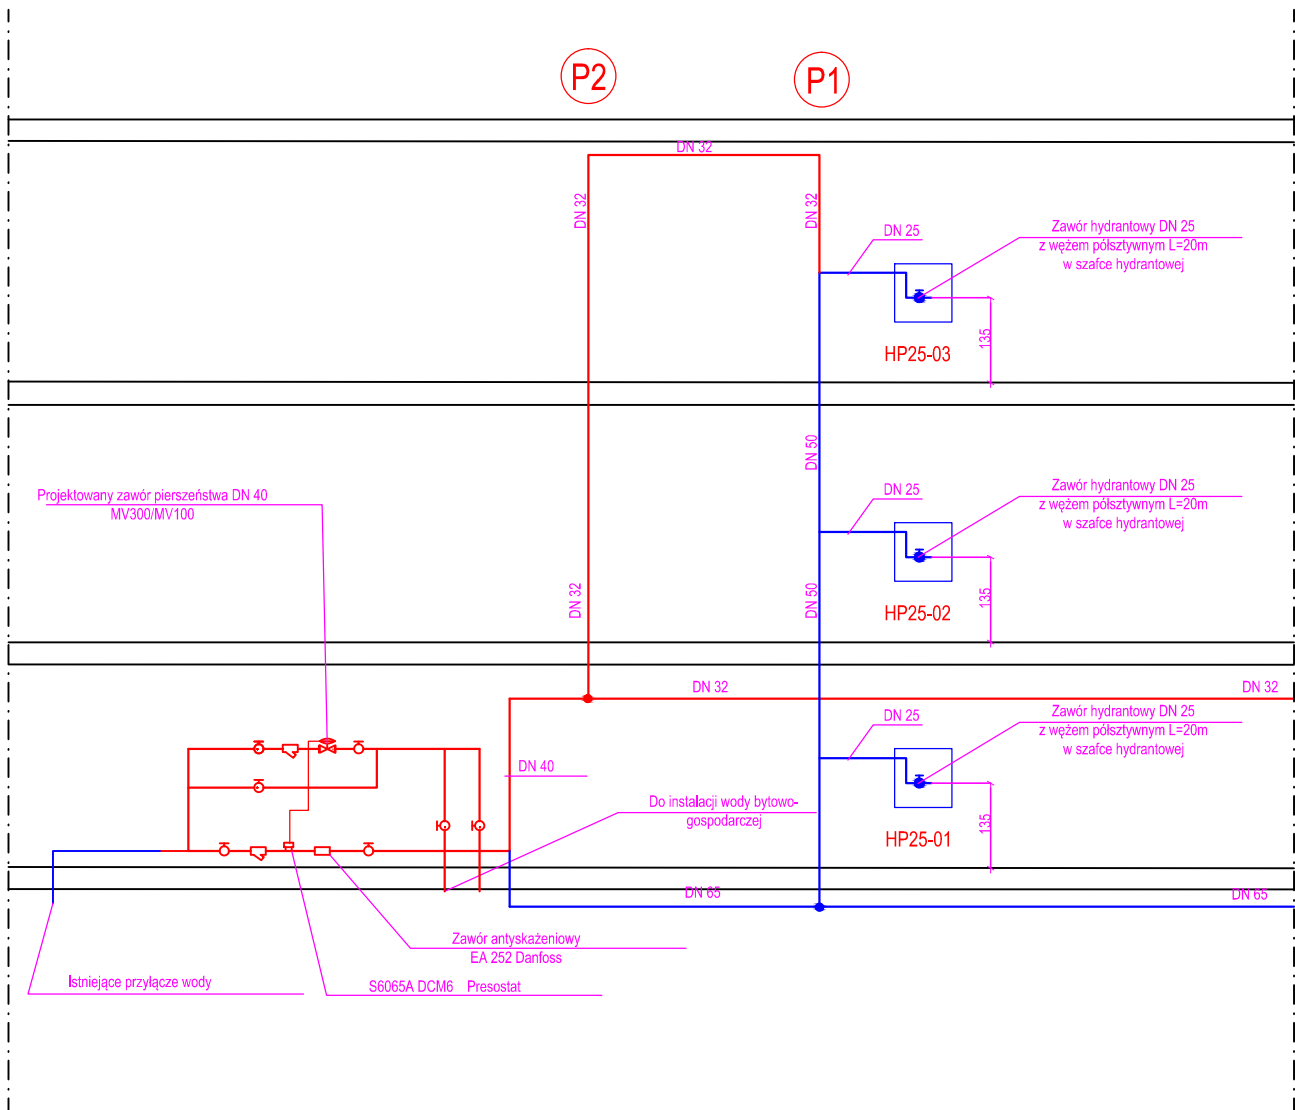 P2
P1
DN 32
DN 32
DN 32
DN 25
Zawór hydrantowy DN 25
z wężem półsztywnym L=20m
w szafce hydrantowej
135
HP25-03
DN 50
DN 25
Zawór hydrantowy DN 25
z wężem półsztywnym L=20m
w szafce hydrantowej
Projektowany zawór pierszeństwa DN 40
MV300/MV100
DN 32
DN 50
135
HP25-02
DN 32
DN 32
DN 25
Zawór hydrantowy DN 25
z wężem półsztywnym L=20m
w szafce hydrantowej
DN 40
Do instalacji wody bytowo-
gospodarczej
135
HP25-01
DN 65
DN 65
Zawór antyskażeniowy
EA 252 Danfoss
Istniejące przyłącze wody
S6065A DCM6 Presostat